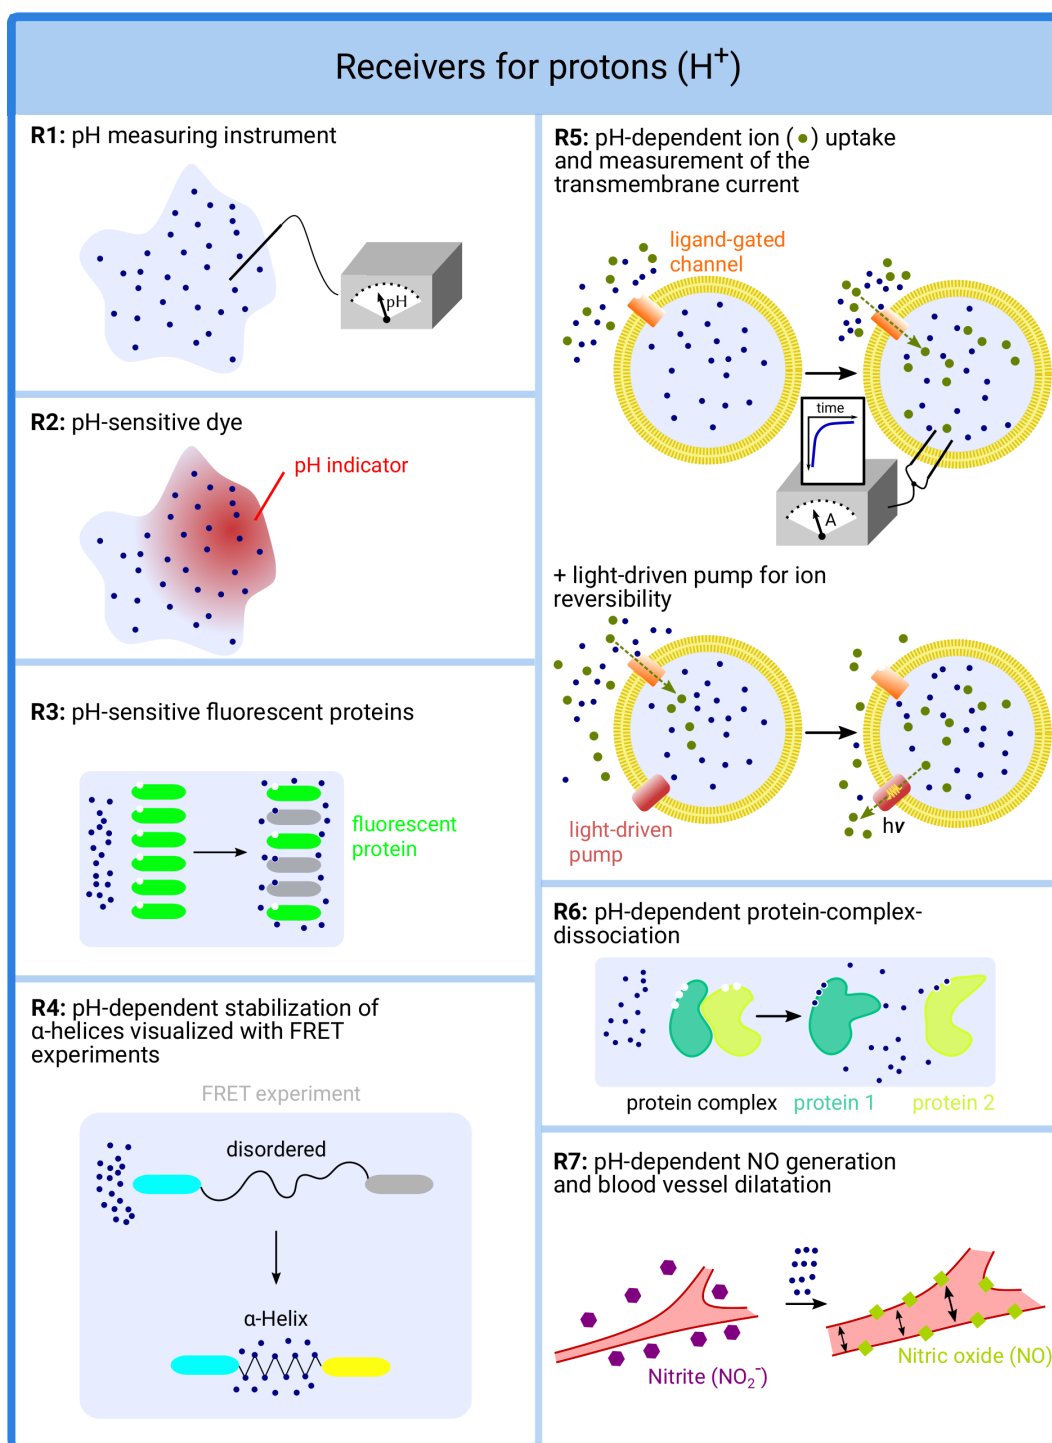 Receivers for protons (H⁺)
R1: pH measuring instrument
pH
R2: pH-sensitive dye
pH indicator
R3: pH-sensitive fluorescent proteins
fluorescent
protein
R4: pH-dependent stabilization of
α-helices visualized with FRET
experiments
FRET experiment
disordered
α-Helix
R5: pH-dependent ion (●) uptake
and measurement of the
transmembrane current
ligand-gated
channel
time
A
+ light-driven pump for ion
reversibility
light-driven
pump
hν
R6: pH-dependent protein-complex-
dissociation
protein complex protein 1 protein 2
R7: pH-dependent NO generation
and blood vessel dilatation
Nitrite (NO₂⁻)
Nitric oxide (NO)